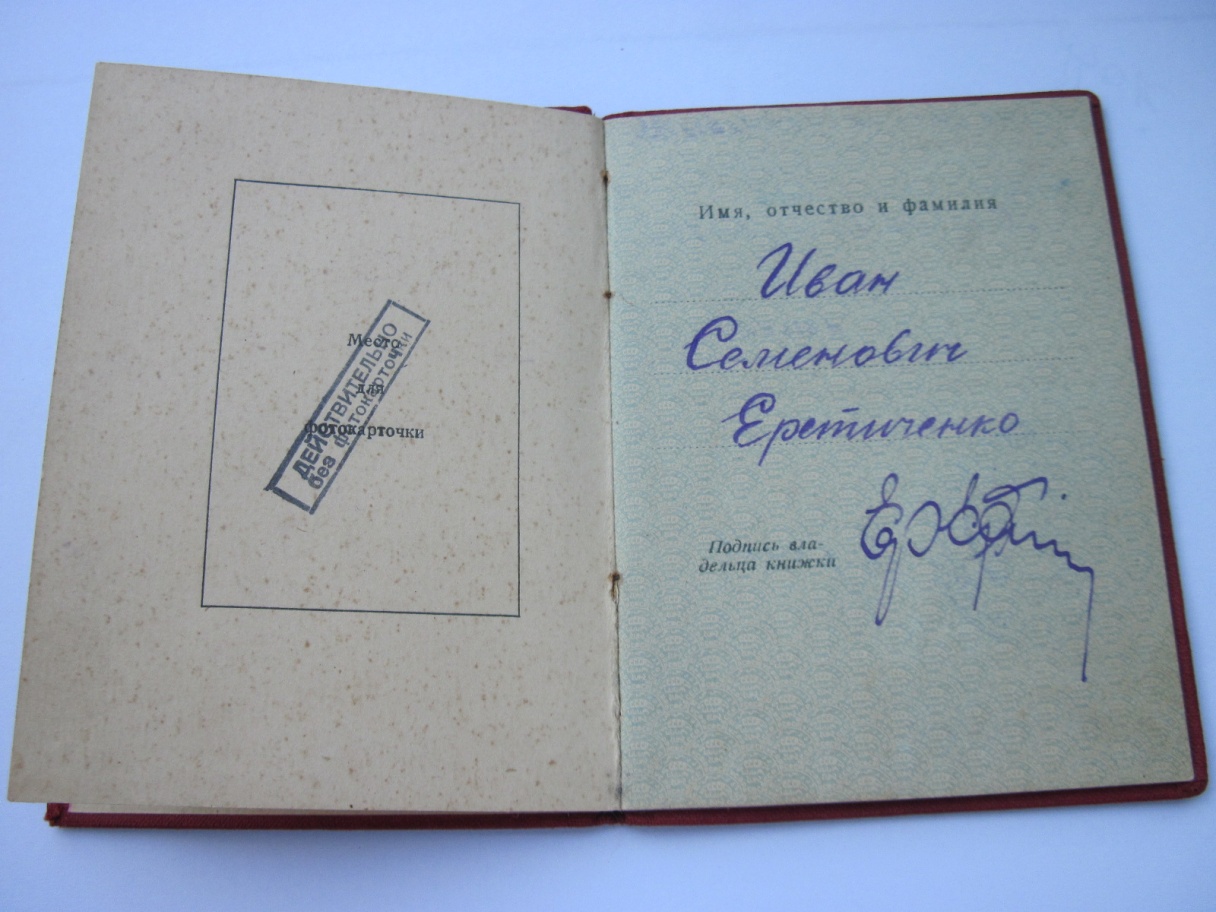 Место
для
фотокарточки
ДЕЙСТВИТЕЛЬНО
без фотокарточки
Имя, отчество и фамилия
Иван
Семенович
Еретиченко
Подпись вла-
дельца книжки